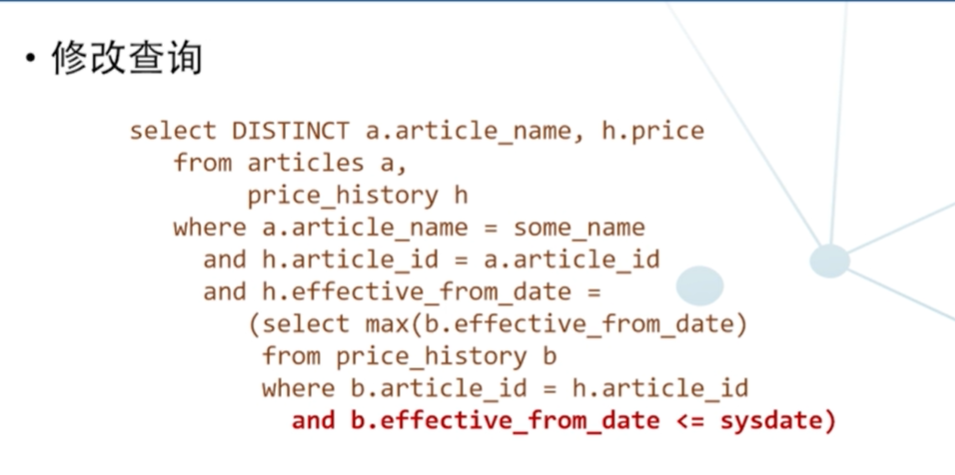 • 修改查询
select DISTINCT a.article_name, h.price
from articles a,
price_history h
where a.article_name = some_name
and h.article_id = a.article_id
and h.effective_from_date =
(select max(b.effective_from_date)
from price_history b
where b.article_id = h.article_id
and b.effective_from_date <= sysdate)